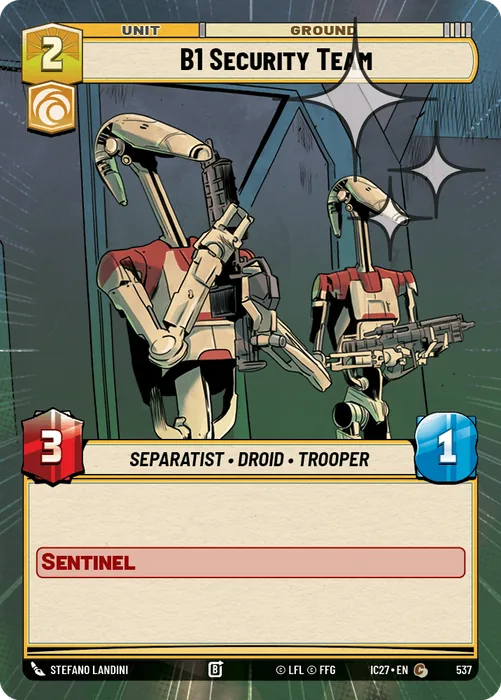 UNIT
GROUND
2
B1 SECURITY TEAM
3
SEPARATIST • DROID • TROOPER
1
SENTINEL
STEFANO LANDINI
B
© LFL © FFG
IC27 • EN
C
537